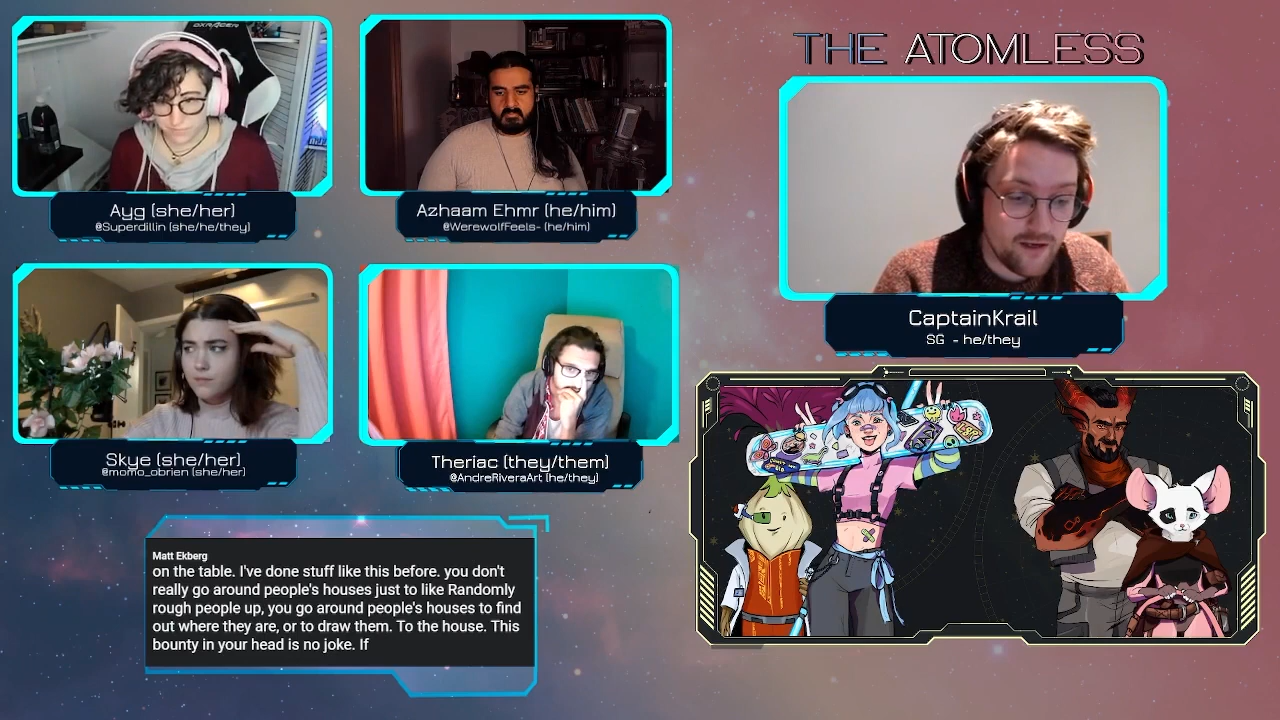 DXRACER
THE ATOMLESS
Ayg (she/her)
@Superdillin (she/he/they)
Azhaam Ehmr (he/him)
@WerewolfFeels- (he/him)
CaptainKrail
SG - he/they
Skye (she/her)
@momo_obrien (she/her)
Theriac (they/them)
@AndreRiveraArt (he/they)
Matt Ekberg
on the table. I've done stuff like this before. you don't
really go around people's houses just to like Randomly
rough people up, you go around people's houses to find
out where they are, or to draw them. To the house. This
bounty in your head is no joke. If